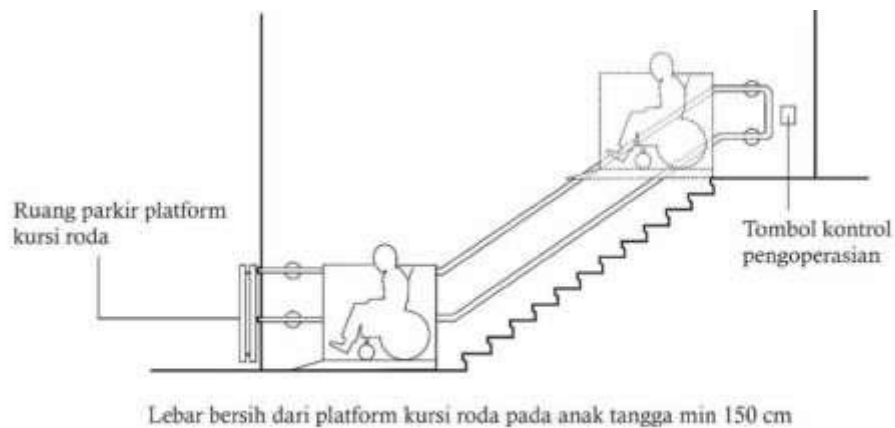 Ruang parkir platform
kursi roda
Tombol kontrol
pengoperasian
Lebar bersih dari platform kursi roda pada anak tangga min 150 cm